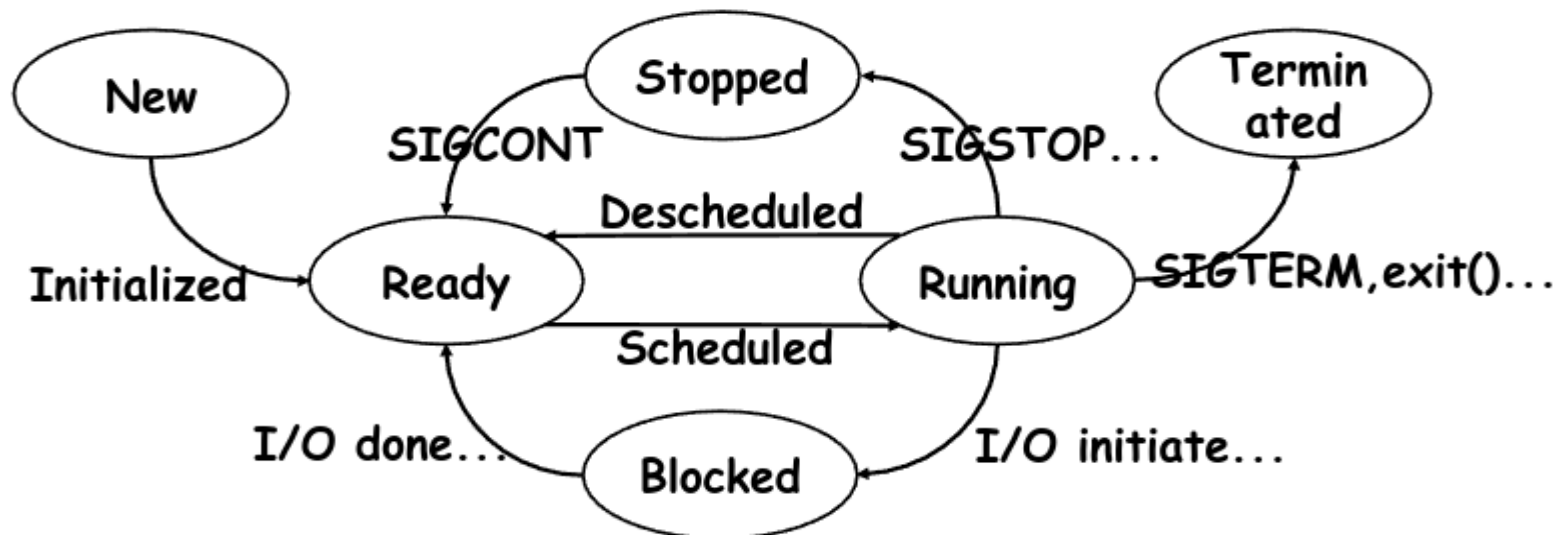 New
Stopped
Termin
ated
SIGCONT
SIGSTOP...
Descheduled
Initialized
Ready
Running
SIGTERM,exit()...
Scheduled
I/O done...
Blocked
I/O initiate...